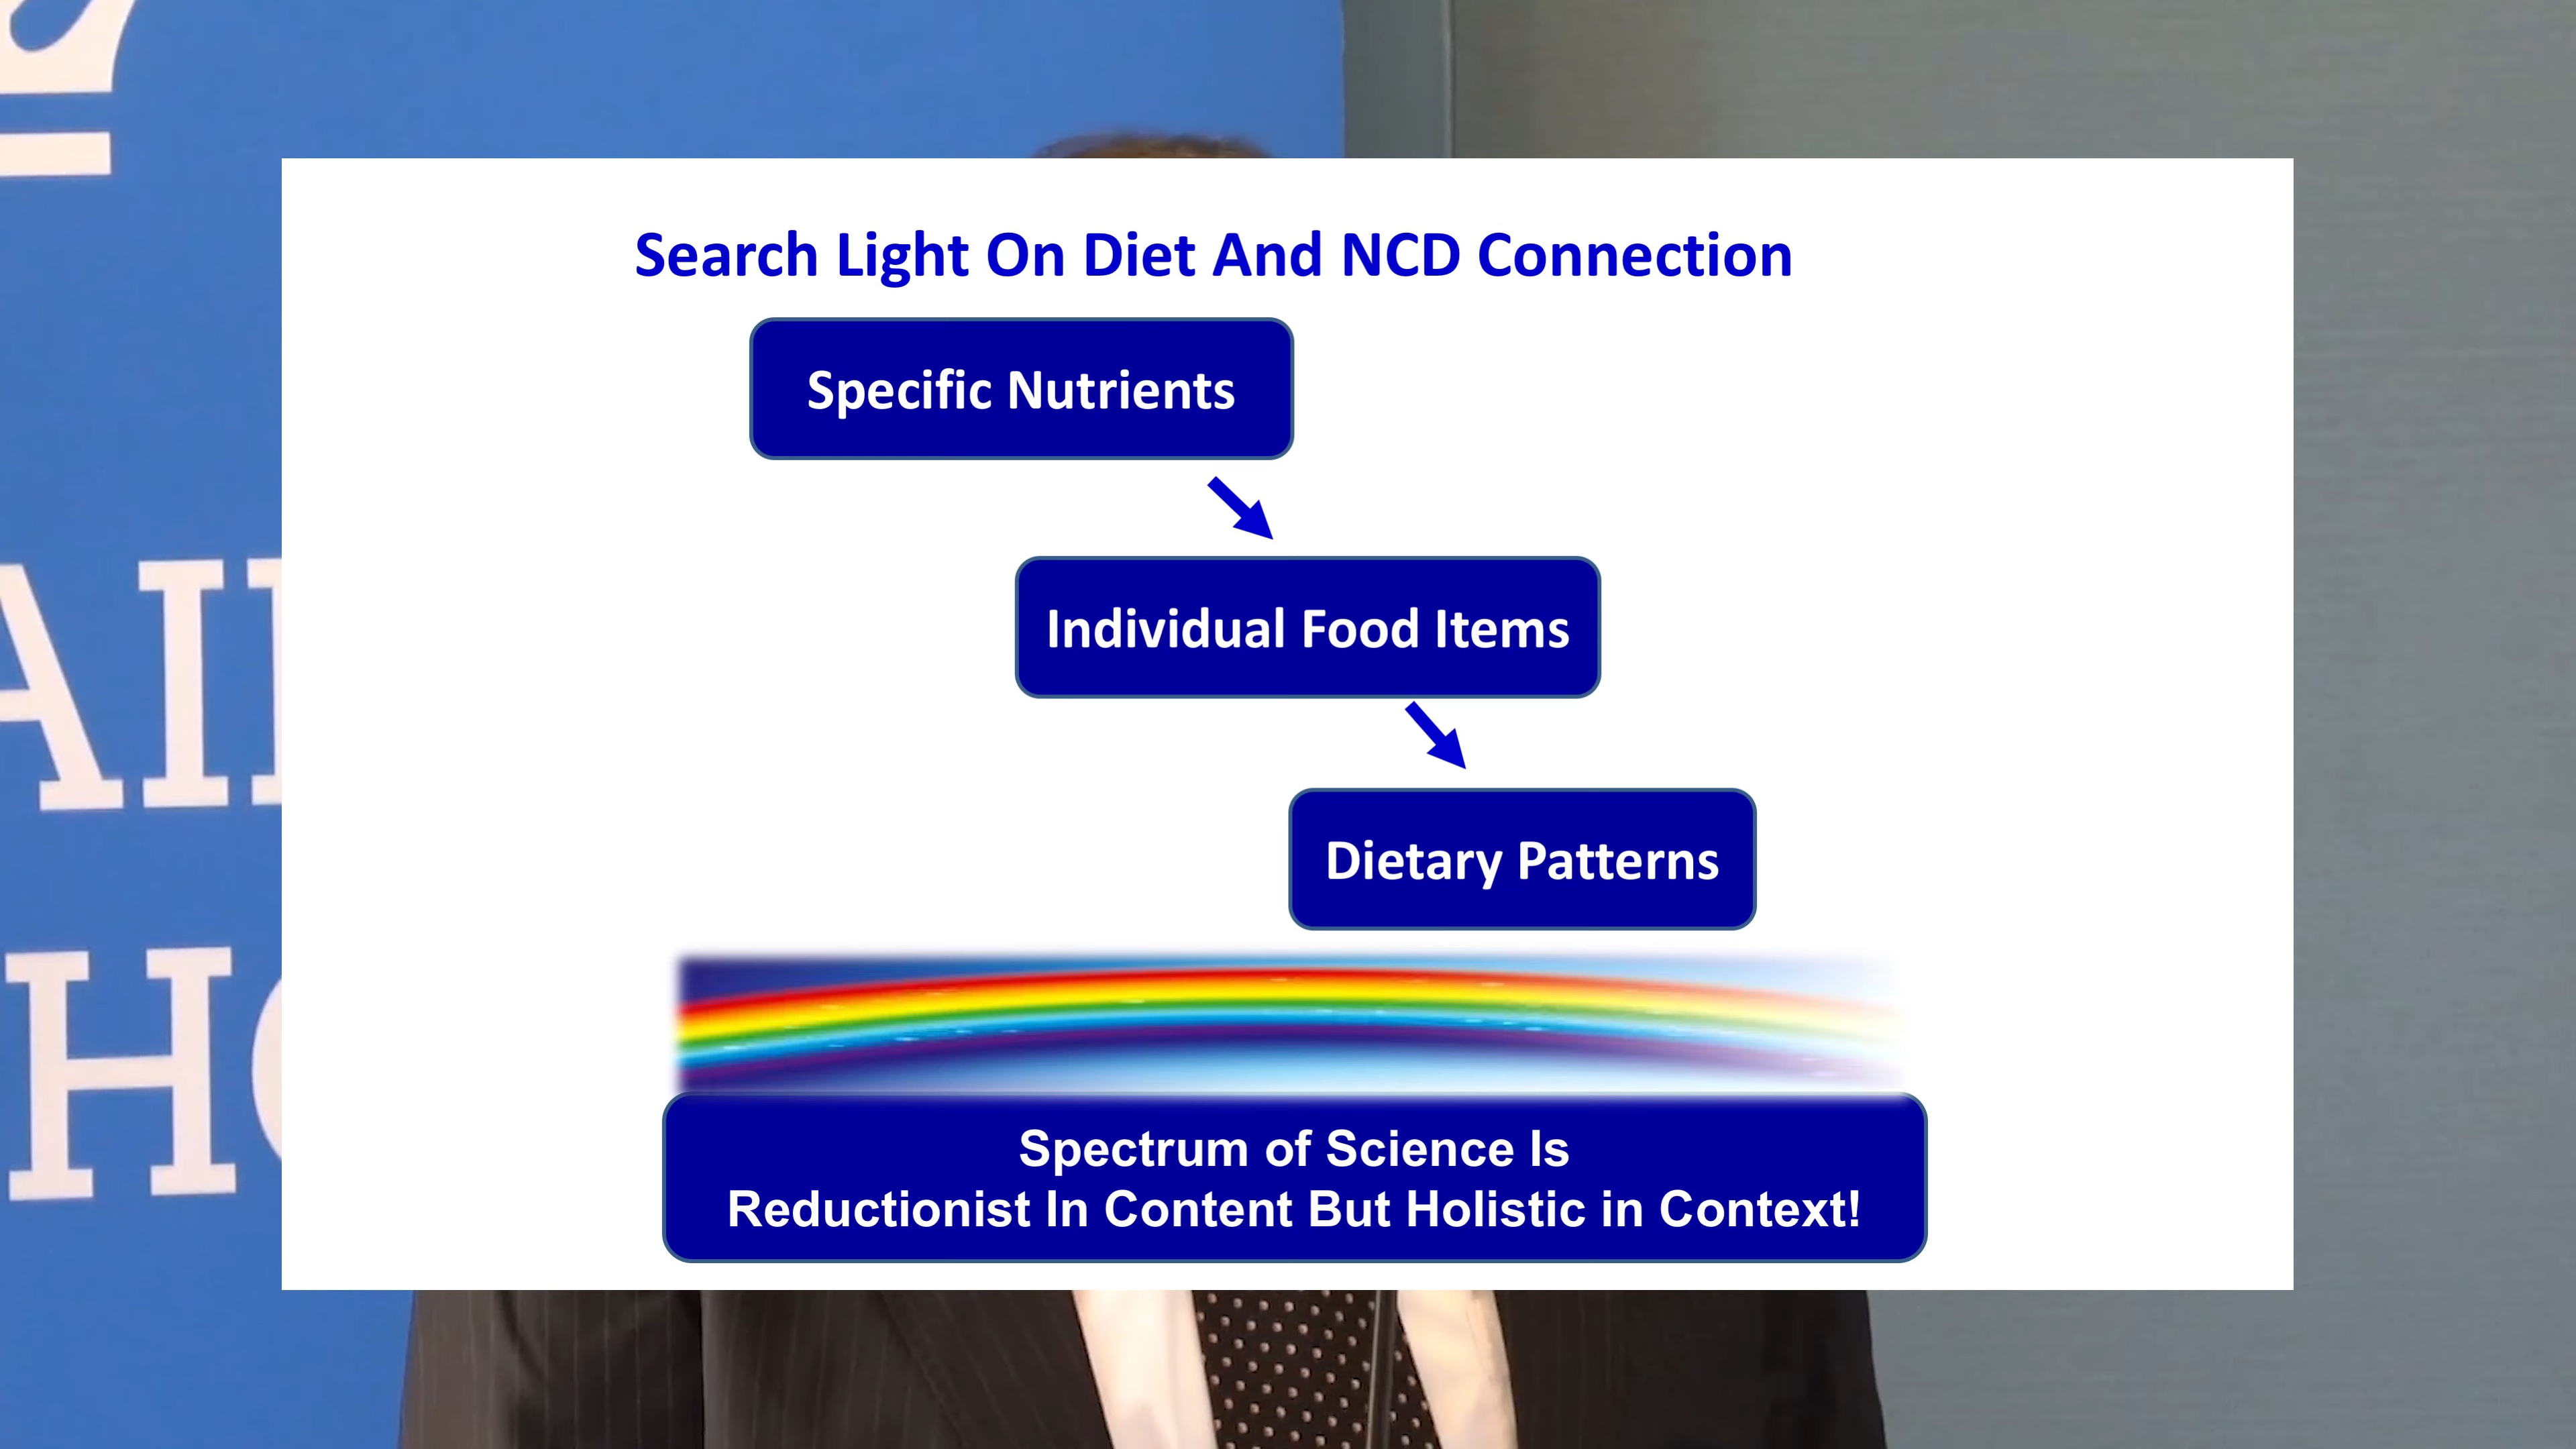 Search Light On Diet And NCD Connection
Specific Nutrients
Individual Food Items
Dietary Patterns
Spectrum of Science Is
Reductionist In Content But Holistic in Context!